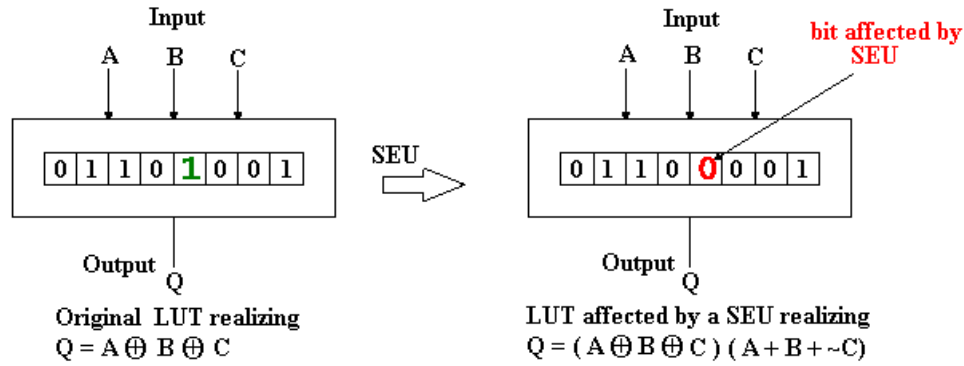 Input
A B C
0 1 1 0 1 0 0 1
Output
Q
Original LUT realizing
Q = A ⊕ B ⊕ C
SEU
Input
bit affected by
SEU
A B C
0 1 1 0 0 0 0 1
Output
Q
LUT affected by a SEU realizing
Q = ( A ⊕ B ⊕ C ) ( A + B + ~C)